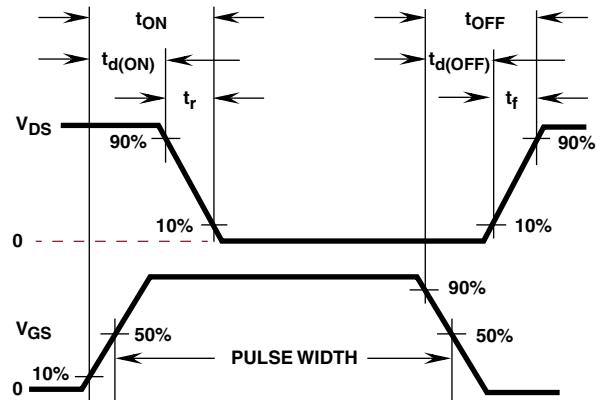 tON tOFF
td(ON) td(OFF)
tr tf
VDS
90% 90%
10% 10%
0
90%
VGS 50% 50%
PULSE WIDTH
10%
0